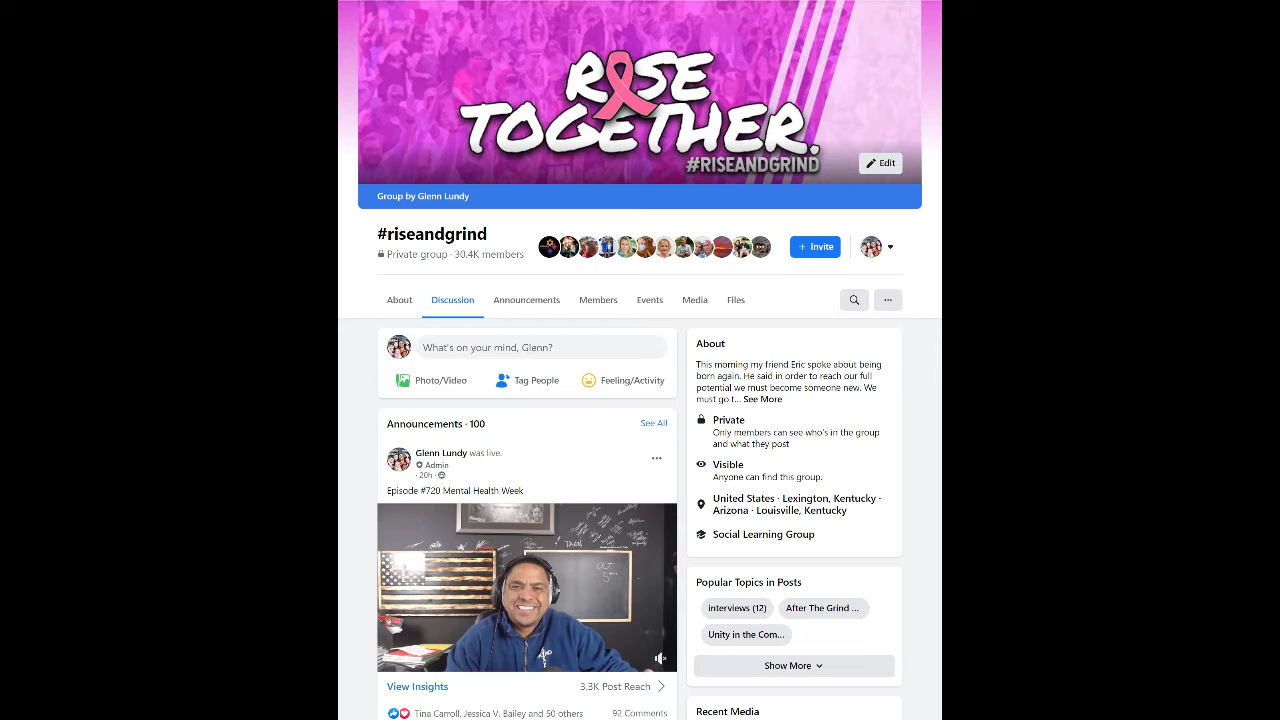 RISE
TOGETHER.
#RISEANDGRIND
Edit
Group by Glenn Lundy
#riseandgrind
Private group · 30.4K members
+ Invite
About
Discussion
Announcements
Members
Events
Media
Files
What's on your mind, Glenn?
Photo/Video
Tag People
Feeling/Activity
Announcements · 100
See All
Glenn Lundy was live.
Admin
· 20h ·
Episode #720 Mental Health Week
TACO
OCT
5
View Insights
3.3K Post Reach
Tina Carroll, Jessica V. Bailey and 50 others
92 Comments
About
This morning my friend Eric spoke about being
born again. He said in order to reach our full
potential we must become someone new. We
must go t... See More
Private
Only members can see who's in the group
and what they post
Visible
Anyone can find this group.
United States · Lexington, Kentucky ·
Arizona · Louisville, Kentucky
Social Learning Group
Popular Topics in Posts
interviews (12)
After The Grind ...
Unity in the Com...
Show More
Recent Media